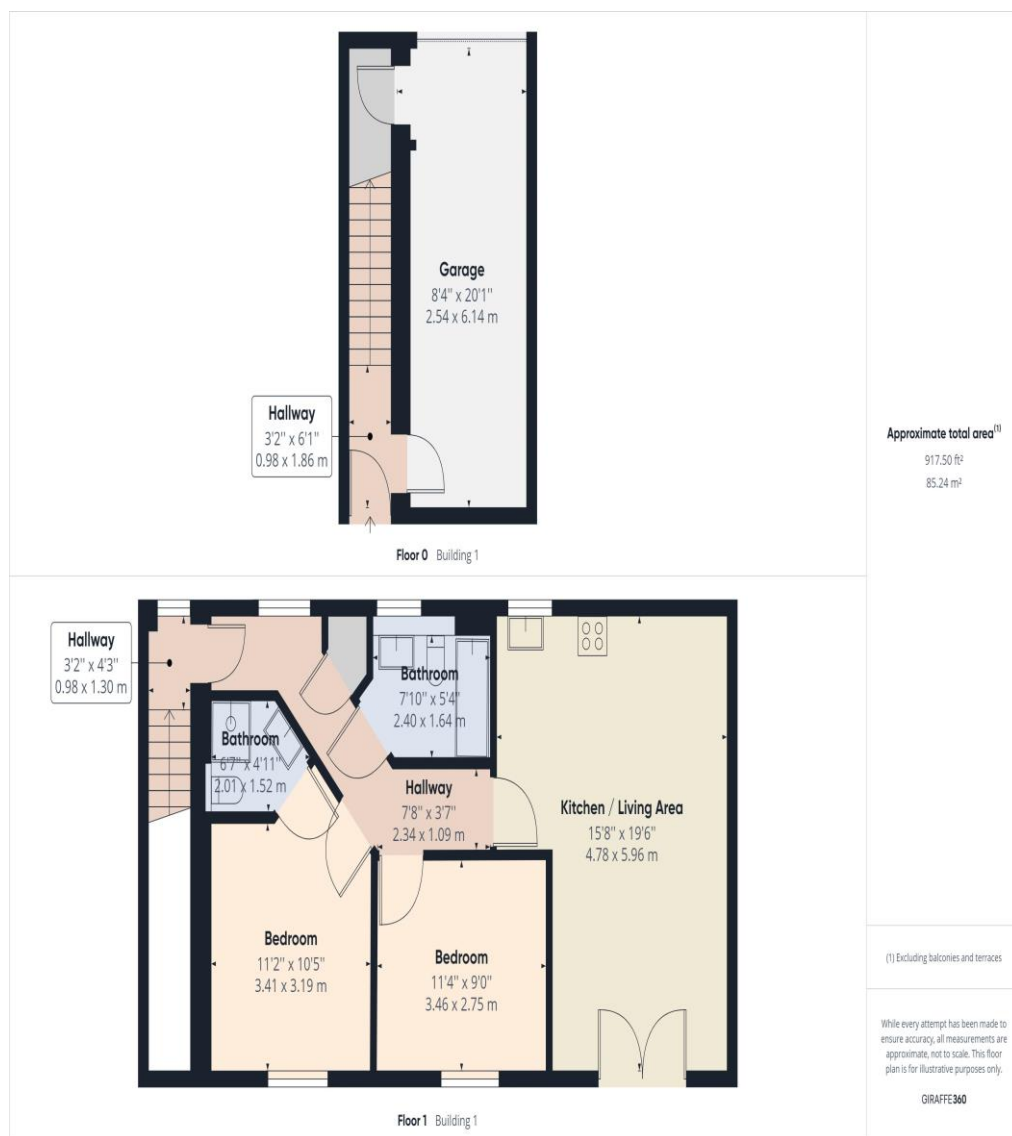 Garage
8'4" x 20'1"
2.54 x 6.14 m
Hallway
3'2" x 6'1"
0.98 x 1.86 m
Floor 0 Building 1
Approximate total area(1)
917.50 ft²
85.24 m²
Hallway
3'2" x 4'3"
0.98 x 1.30 m
Bathroom
7'10" x 5'4"
2.40 x 1.64 m
Bathroom
6'7" x 4'11"
2.01 x 1.52 m
Hallway
7'8" x 3'7"
2.34 x 1.09 m
Kitchen / Living Area
15'8" x 19'6"
4.78 x 5.96 m
Bedroom
11'2" x 10'5"
3.41 x 3.19 m
Bedroom
11'4" x 9'0"
3.46 x 2.75 m
Floor 1 Building 1
(1) Excluding balconies and terraces
While every attempt has been made to
ensure accuracy, all measurements are
approximate, not to scale. This floor
plan is for illustrative purposes only.
GIRAFFE360